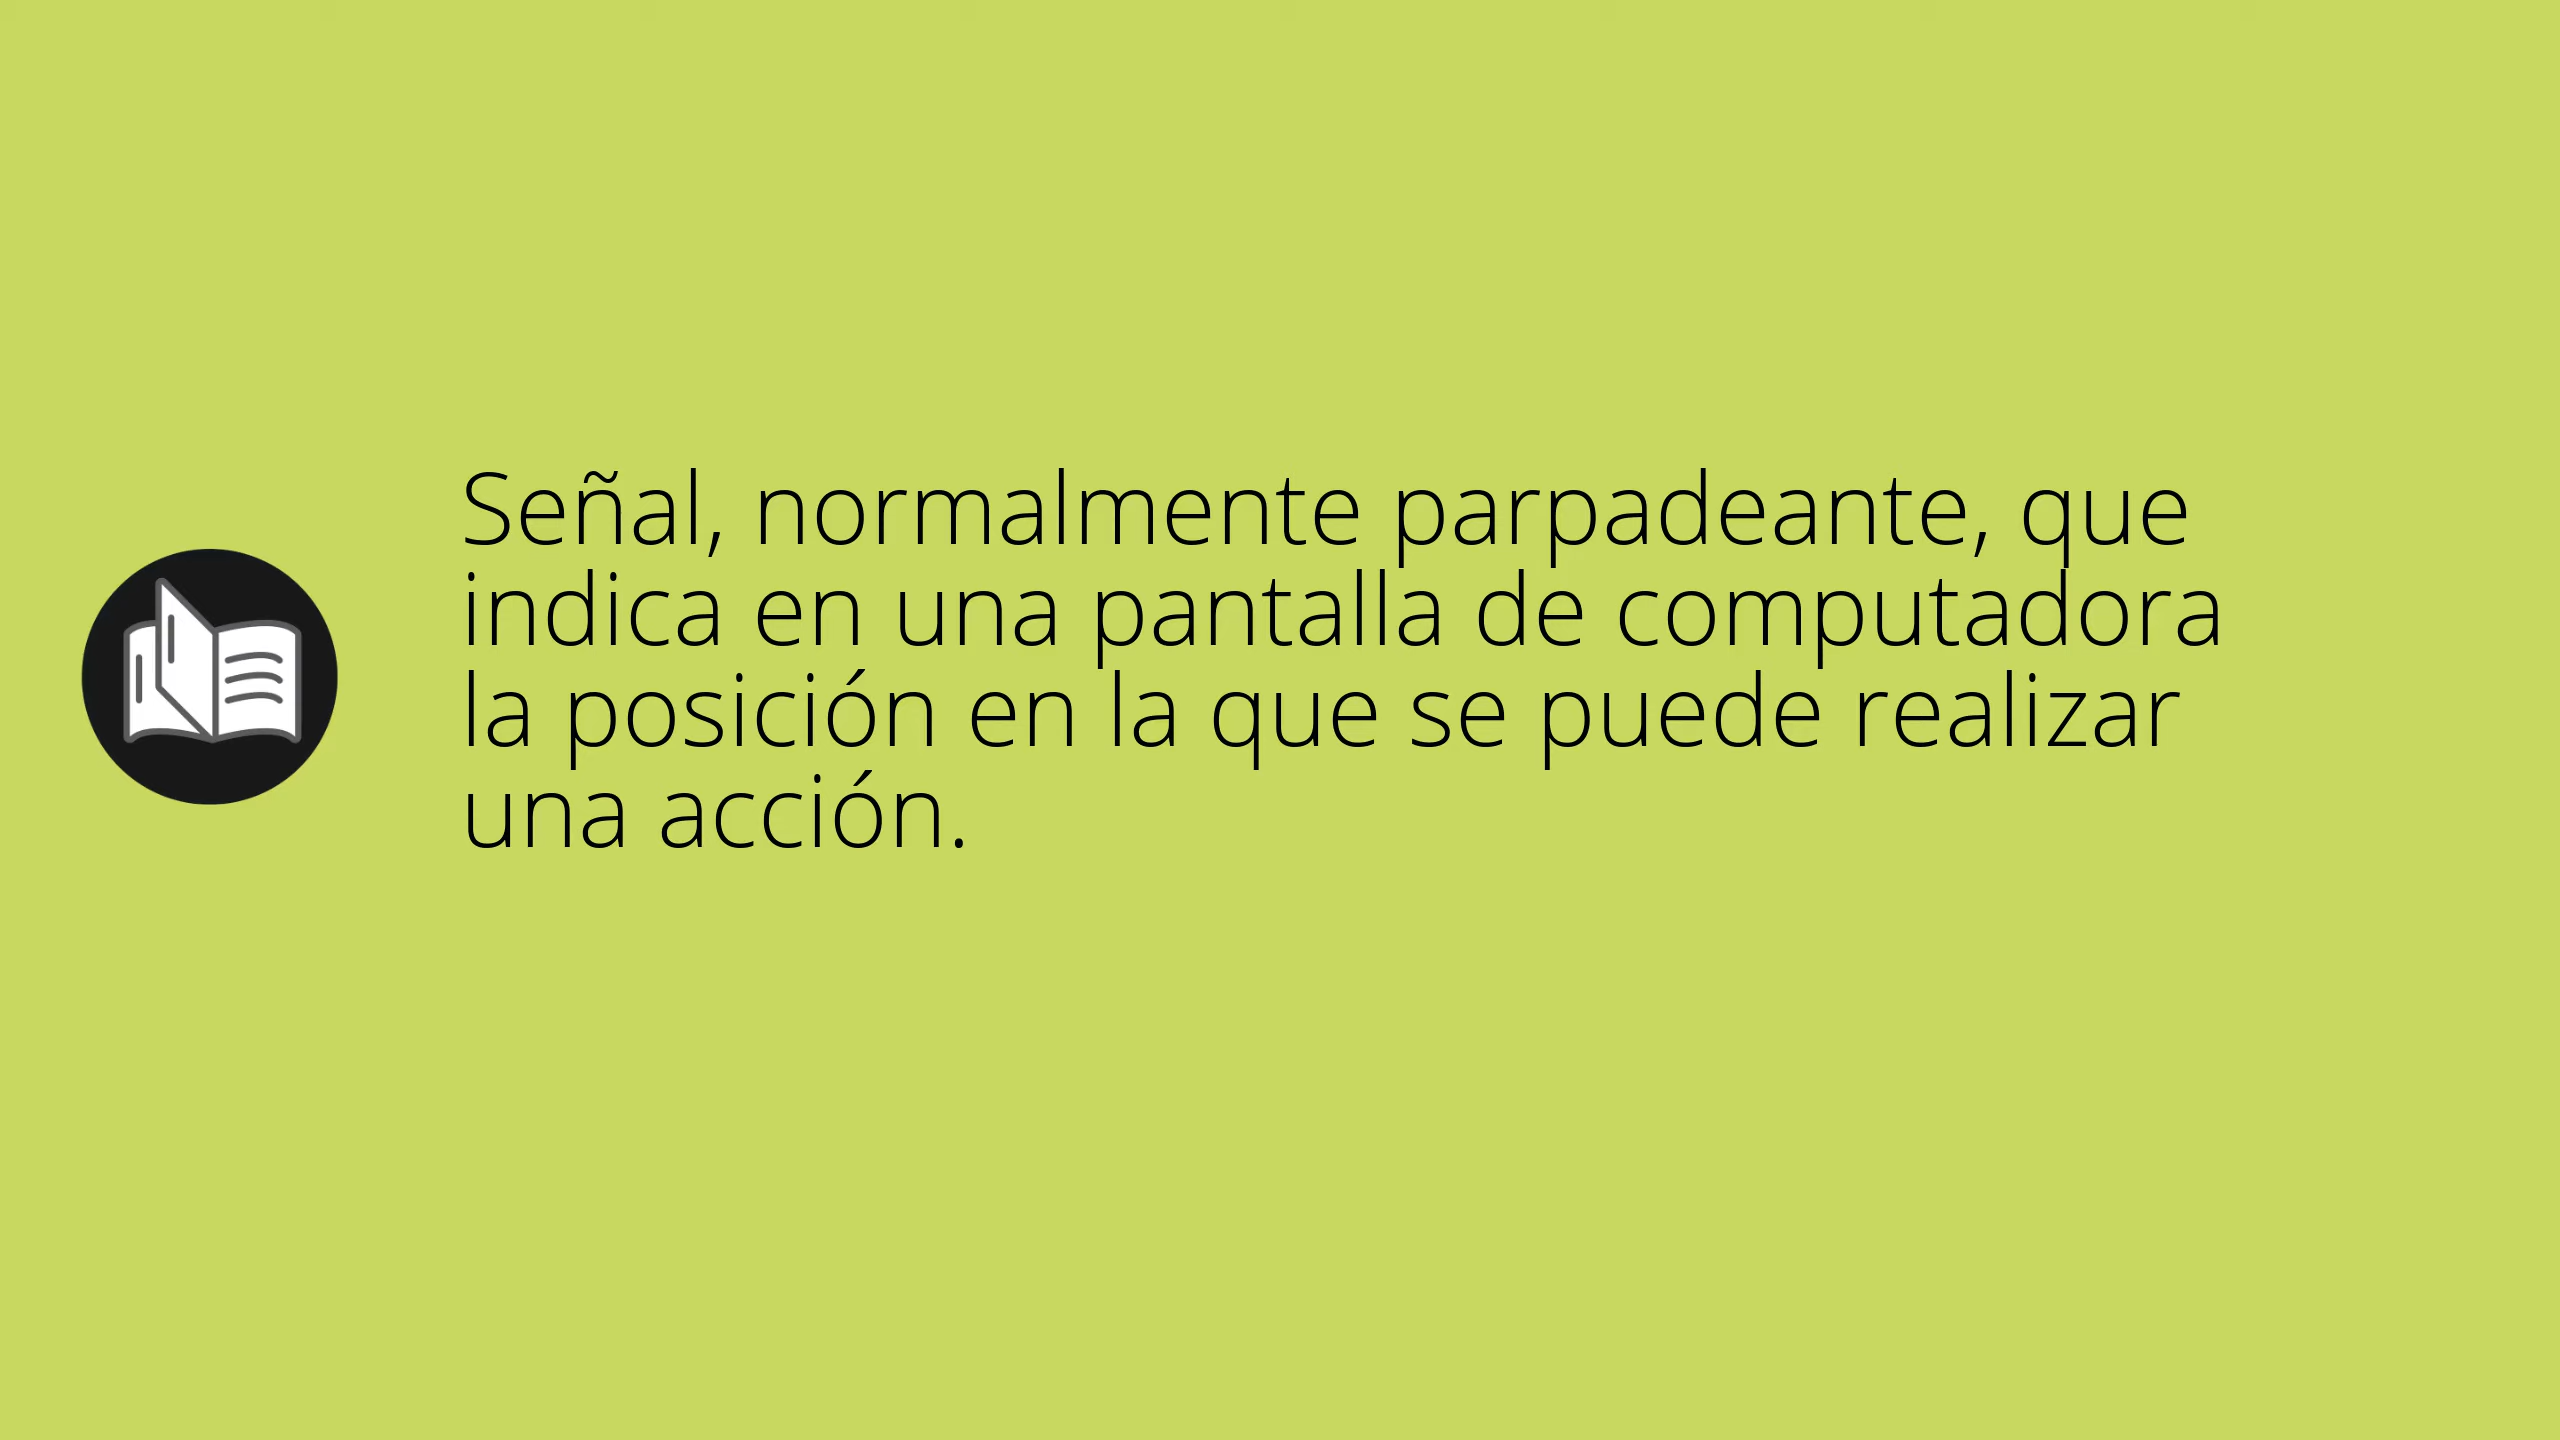 Señal, normalmente parpadeante, que
indica en una pantalla de computadora
la posición en la que se puede realizar
una acción.